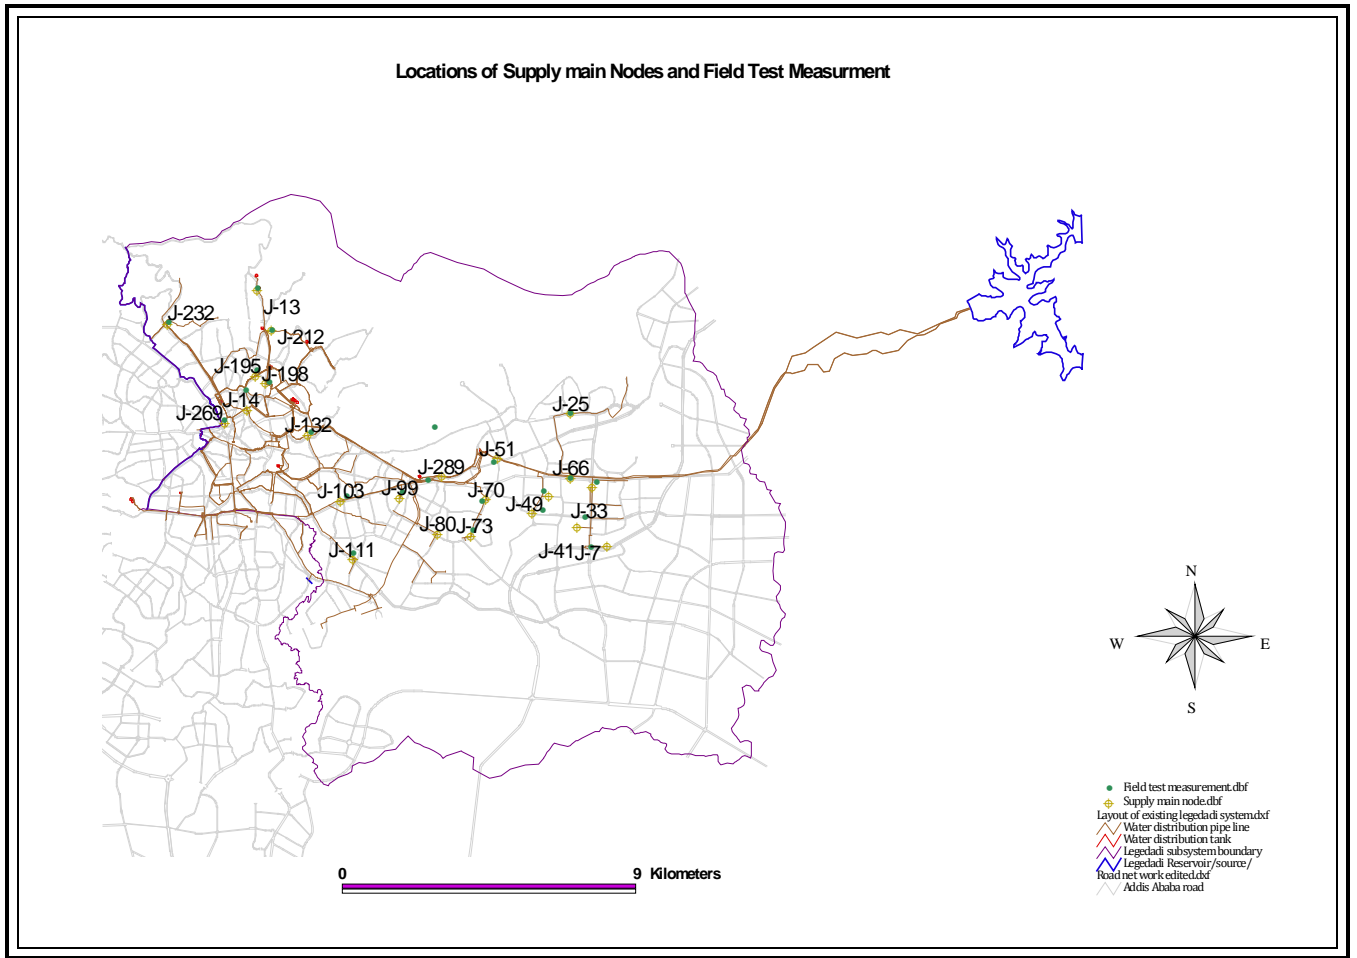 Locations of Supply main Nodes and Field Test Measurment
J-13
J-232
J-212
J-195
J-198
J-14
J-269
J-132
J-25
J-51
J-289
J-66
J-103
J-99
J-70
J-49
J-33
J-80
J-73
J-111
J-41
J-7
N
W
E
S
Field test measurement.dbf
Supply main node.dbf
Layout of existing legedadi system.dxf
Water distribution pipe line
Water distribution tank
Legedadi subsystem boundary
Legedadi Reservoir/source/
Road net work edited.dxf
Addis Ababa road
0
9 Kilometers